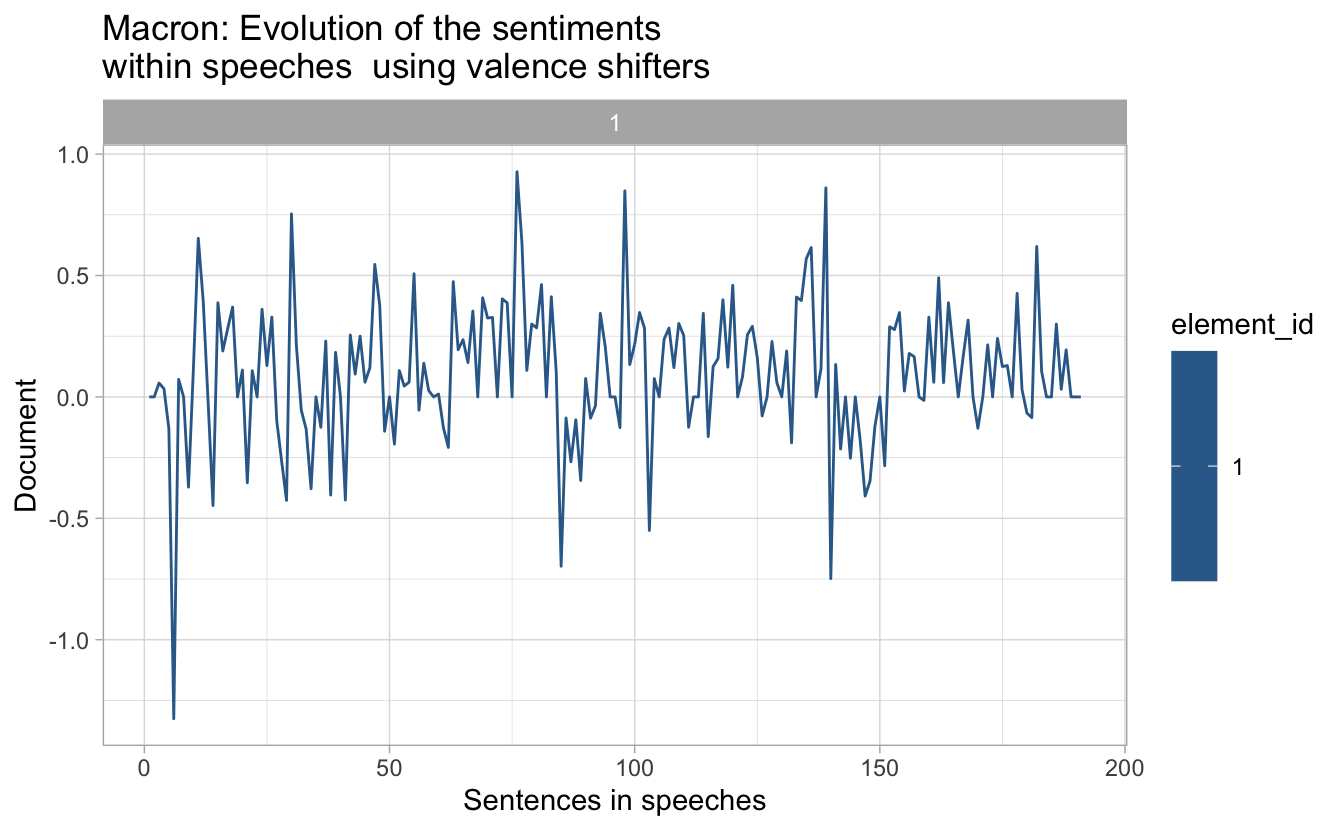 Macron: Evolution of the sentiments
within speeches  using valence shifters
1
1.0
0.5
0.0
-0.5
-1.0
Document
0 50 100 150 200
Sentences in speeches
element_id
1